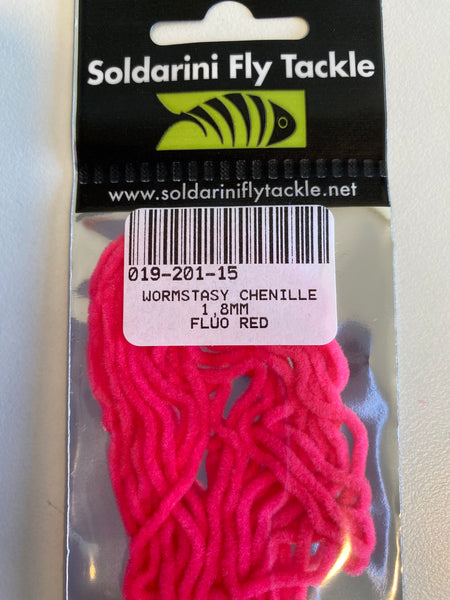 Soldarini Fly Tackle
www.soldariniflytackle.net
019-201-15
WORMSTASY CHENILLE
1,8MM
FLUO RED